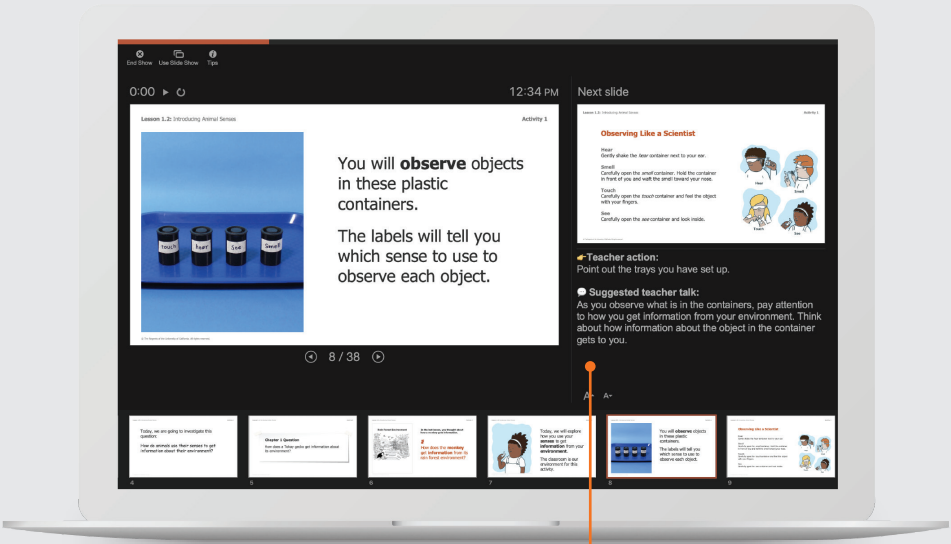 End Show
Use Slide Show
Tips
0:00
12:34 PM
Lesson 1.2: Introducing Animal Senses
Activity 1
touch
hear
See
Smell
You will observe objects
in these plastic
containers.
The labels will tell you
which sense to use to
observe each object.
8 / 38
Next slide
Lesson 1.2: Introducing Animal Senses
Activity 1
Observing Like a Scientist
Hear
Gently shake the hear container next to your ear.
Smell
Carefully open the smell container. Hold the container
in front of you and waft the smell toward your nose.
Touch
Carefully open the touch container and feel the object
with your fingers.
See
Carefully open the see container and look inside.
Hear
Smell
Touch
See
Teacher action:
Point out the trays you have set up.
Suggested teacher talk:
As you observe what is in the containers, pay attention
to how you get information from your environment. Think
about how information about the object in the container
gets to you.
A
A
Today, we are going to investigate this
question:
How do animals use their senses to get
information about their environment?
4
Chapter 1 Question
How does a Tokay gecko get information about
its environment?
5
How does the monkey
get information from its
rain forest environment?
6
Today, we will explore
how you use your
senses to get
information from your
environment.
The classroom is our
environment for this
activity.
7
You will observe objects
in these plastic
containers.
The labels will tell you
which sense to use to
observe each object.
8
Observing Like a Scientist
9